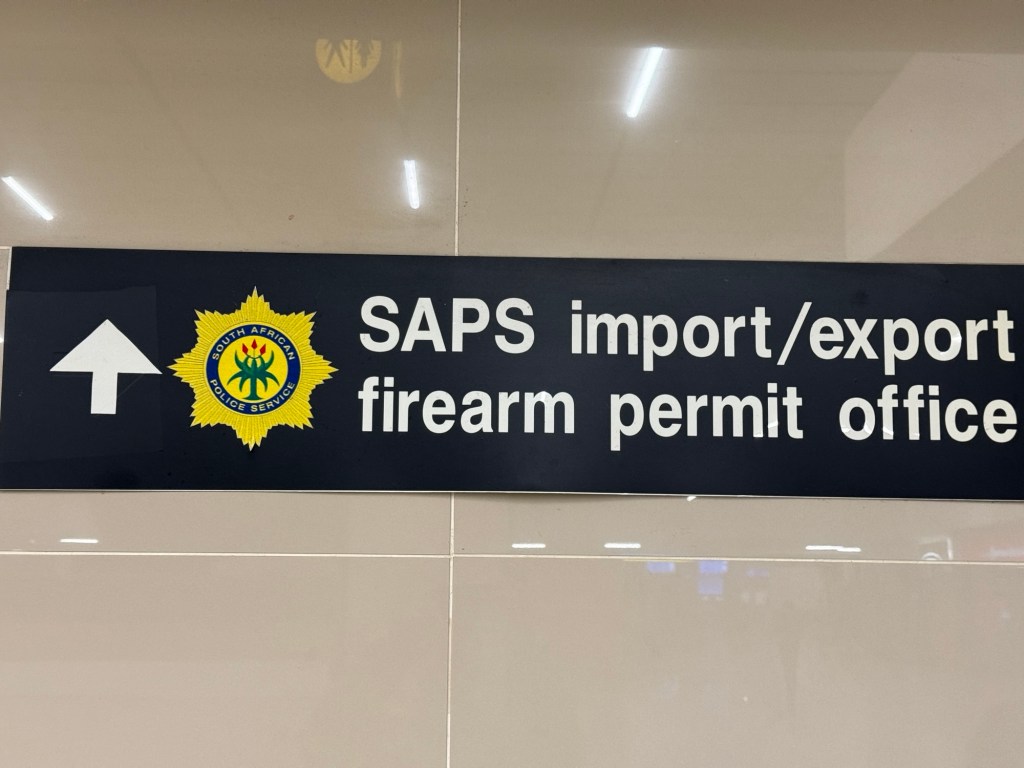 SOUTH AFRICAN
POLICE SERVICE
SAPS import/export
firearm permit office